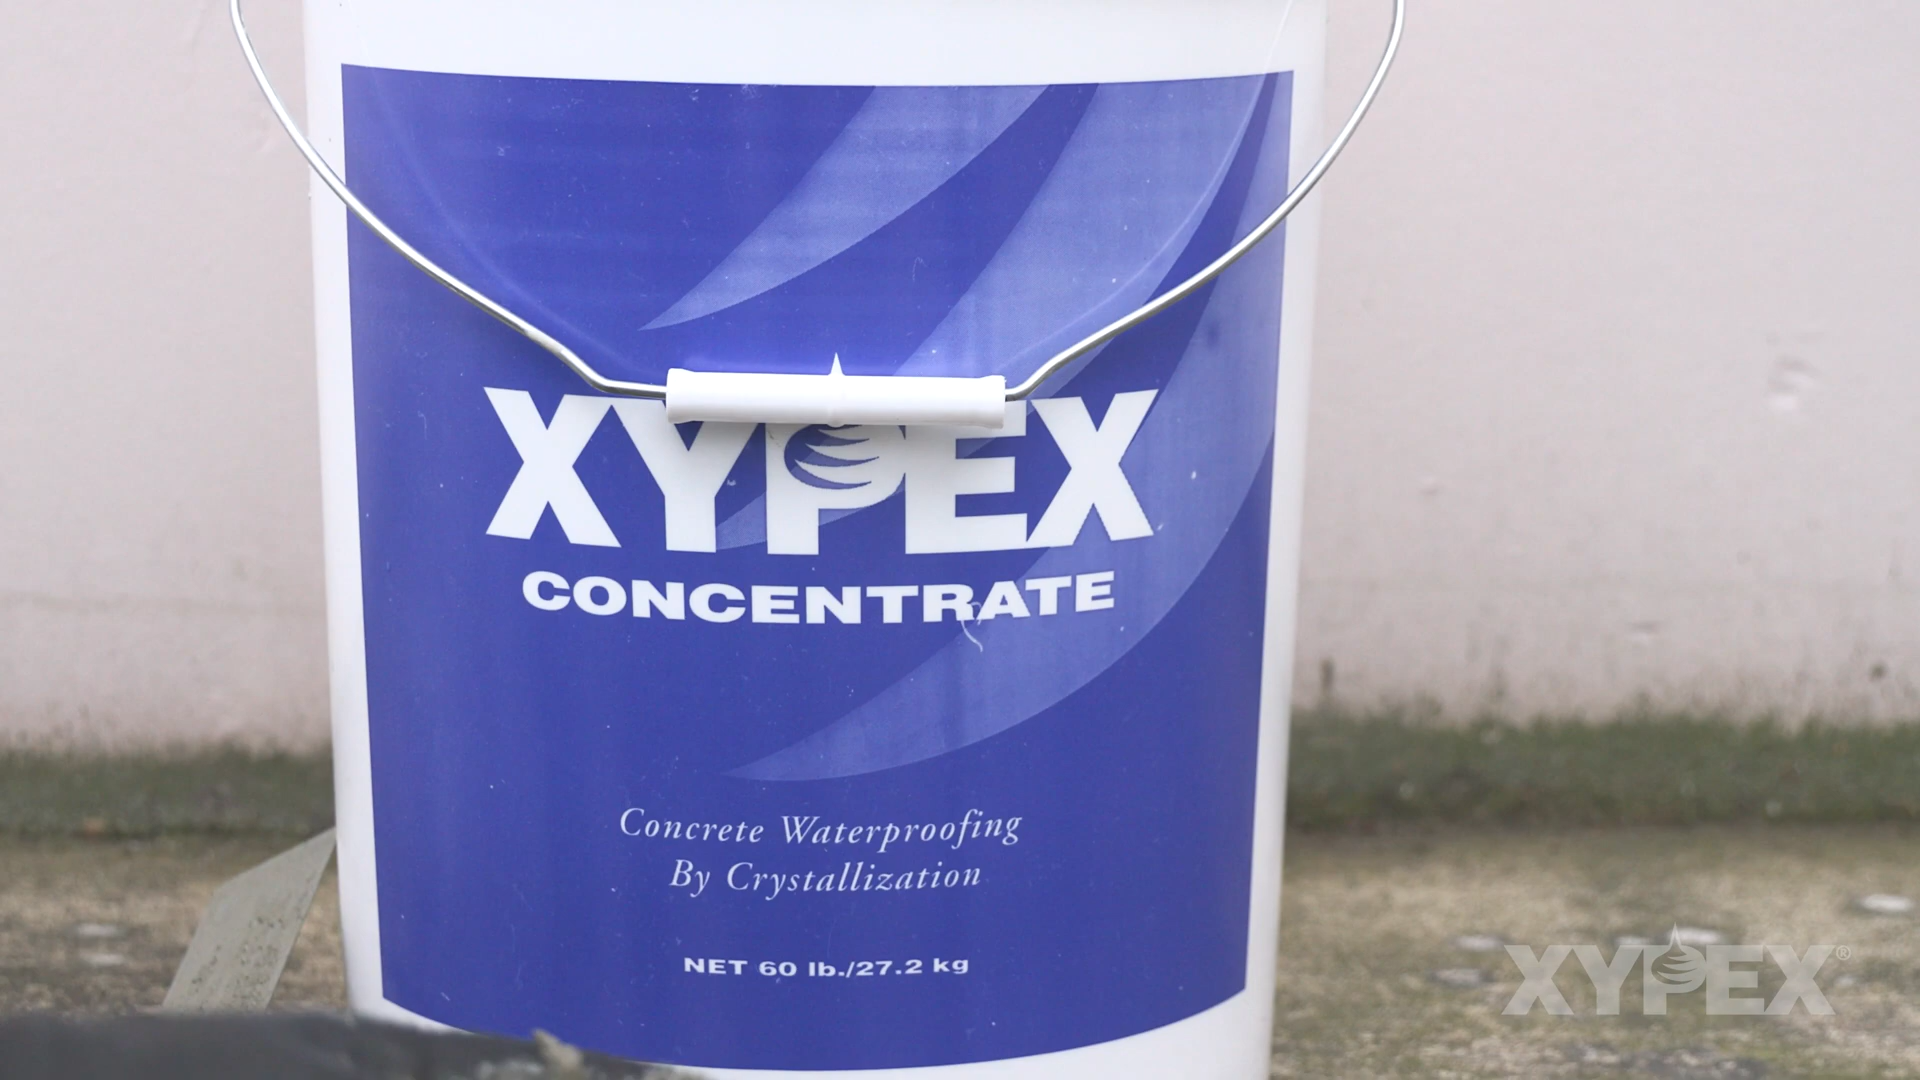 XYPEX
CONCENTRATE
Concrete Waterproofing
By Crystallization
NET 60 lb./27.2 kg
XYPEX®